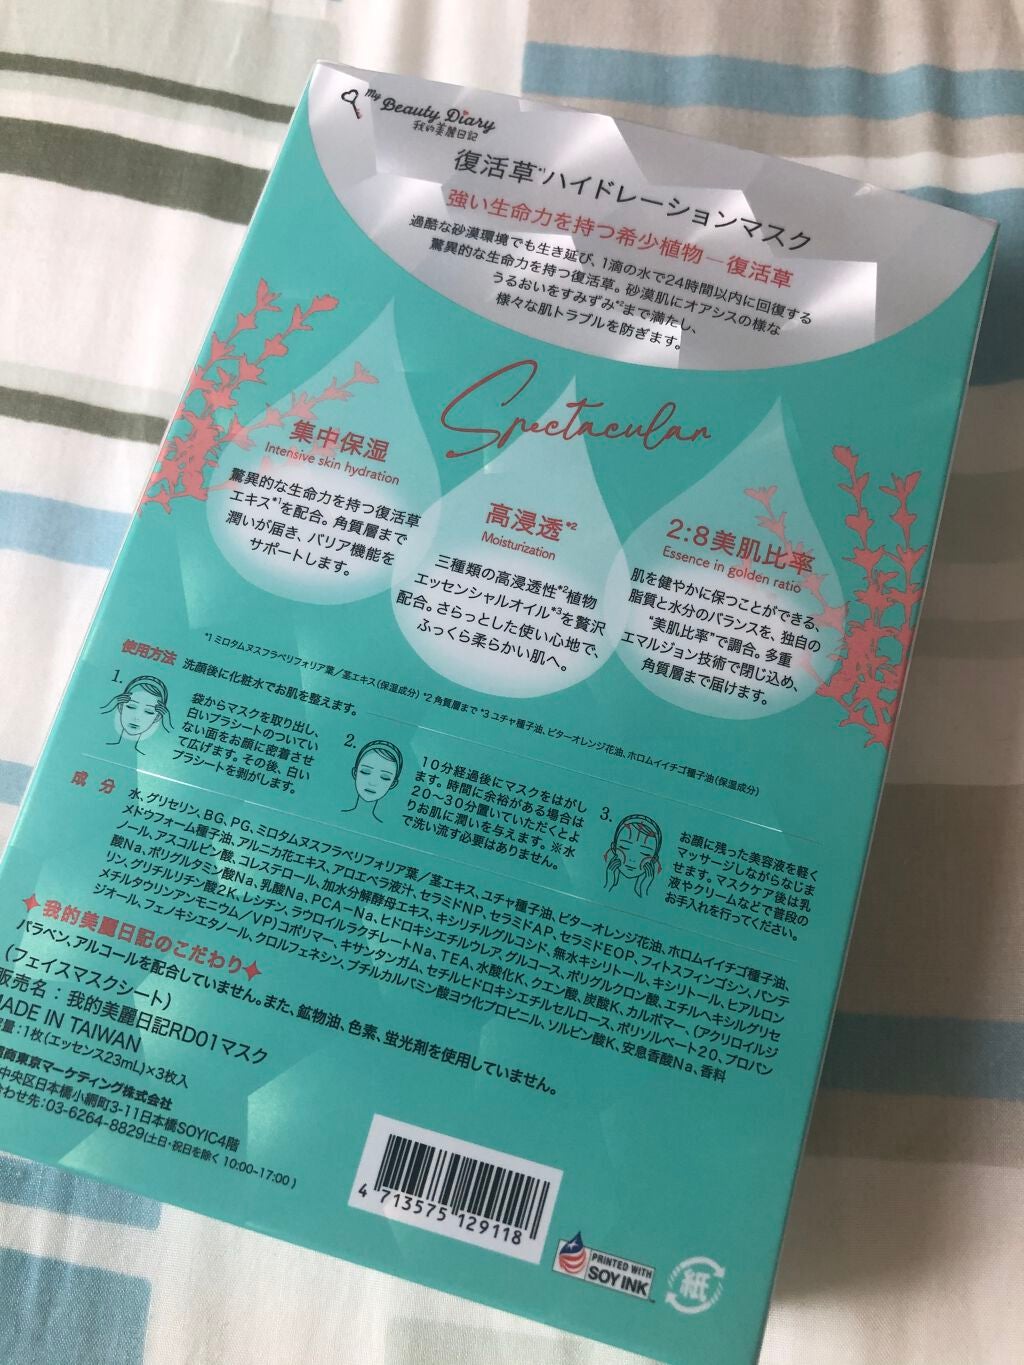 My Beauty Diary
我的美麗日記
復活草*1ハイドレーションマスク
強い生命力を持つ希少植物—復活草
過酷な砂漠環境でも生き延び、1滴の水で24時間以内に回復する
驚異的な生命力を持つ復活草。砂漠肌にオアシスの様な
うるおいをすみずみ*2まで満たし、
様々な肌トラブルを防ぎます。
Spectacular
集中保湿
Intensive skin hydration
驚異的な生命力を持つ復活草
エキス*1を配合。角質層まで
潤いが届き、バリア機能を
サポートします。
高浸透*2
Moisturization
三種類の高浸透性*2植物
エッセンシャルオイル*3を贅沢
配合。さらっとした使い心地で、
ふっくら柔らかい肌へ。
2:8美肌比率
Essence in golden ratio
肌を健やかに保つことができる、
脂質と水分のバランスを、独自の
“美肌比率”で調合。多重
エマルジョン技術で閉じ込め、
角質層まで届けます。
*1 ミロタムヌスフラベリフォリア葉/茎エキス(保湿成分) *2 角質層まで *3 ユチャ種子油、ビターオレンジ花油、ホロムイイチゴ種子油(保湿成分)
使用方法 洗顔後に化粧水でお肌を整えます。
1.
袋からマスクを取り出し、
白いプラシートのついてい
ない面をお顔に密着させ
て広げます。その後、白い
プラシートを剥がします。
2.
10分経過後にマスクをはがし
ます。時間に余裕がある場合は
20～30分置いていただくとよ
りお肌に潤いを与えます。※水
で洗い流す必要はありません。
3.
お顔に残った美容液を軽く
マッサージしながらなじま
せます。マスクケア後は乳
液やクリームなどで普段の
お手入れを行ってください。
成分
水、グリセリン、BG、PG、ミロタムヌスフラベリフォリア葉/茎エキス、ユチャ種子油、ビターオレンジ花油、ホロムイイチゴ種子油、
メドウフォーム種子油、アルニカ花エキス、アロエベラ液汁、セラミドNP、セラミドAP、セラミドEOP、フィトスフィンゴシン、パンテ
ノール、アスコルビン酸、コレステロール、加水分解酵母エキス、キシリチルグルコシド、無水キシリトール、キシリトール、ヒアルロン
酸Na、ポリグルタミン酸Na、乳酸Na、PCA-Na、ヒドロキシエチルウレア、グルコース、ポリグルクロン酸、エチルヘキシルグリセ
リン、グリチルリチン酸2K、レシチン、ラウロイルラクチレートNa、TEA、水酸化K、クエン酸、炭酸K、カルボマー、(アクリロイルジ
メチルタウリンアンモニウム/VP)コポリマー、キサンタンガム、セチルヒドロキシエチルセルロース、ポリソルベート20、プロパン
ジオール、フェノキシエタノール、クロルフェネシン、ブチルカルバミン酸ヨウ化プロピニル、ソルビン酸K、安息香酸Na、香料
我的美麗日記のこだわり
パラベン、アルコールを配合していません。また、鉱物油、色素、蛍光剤を使用していません。
(フェイスマスクシート)
販売名：我的美麗日記RD01マスク
MADE IN TAIWAN
量：1枚(エッセンス23mL)×3枚入
商東京マーケティング株式会社
中央区日本橋小網町3-11日本橋SOYIC4階
合わせ先：03-6264-8829(土日・祝日を除く 10:00-17:00)
4 713575 129118
PRINTED WITH
SOY INK
TM
紙